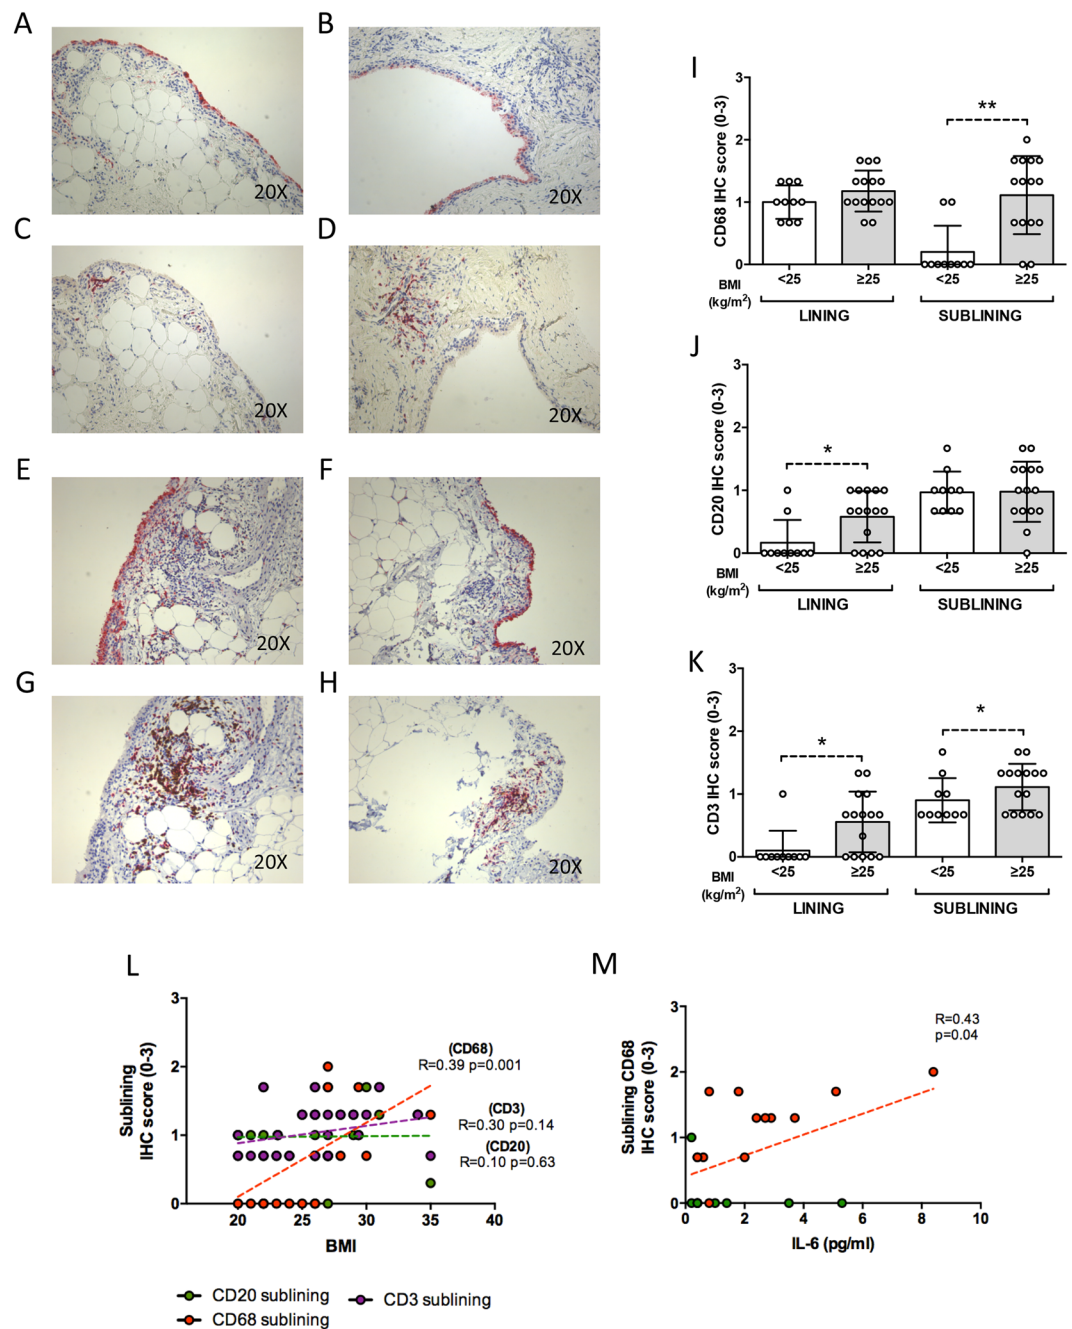 A
20X
B
20X
C
20X
D
20X
E
20X
F
20X
G
20X
H
20X
I
CD68 IHC score (0-3)
3
2
1
0
**
<25
≥25
<25
≥25
BMI
(kg/m²)
LINING
SUBLINING
J
CD20 IHC score (0-3)
3
2
1
0
*
<25
≥25
<25
≥25
BMI
(kg/m²)
LINING
SUBLINING
K
CD3 IHC score (0-3)
3
2
1
0
*
*
<25
≥25
<25
≥25
BMI
(kg/m²)
LINING
SUBLINING
L
Sublining
IHC score (0-3)
3
2
1
0
(CD68)
R=0.39 p=0.001
(CD3)
R=0.30 p=0.14
(CD20)
R=0.10 p=0.63
20
25
30
35
40
BMI
CD20 sublining
CD3 sublining
CD68 sublining
M
Sublining CD68
IHC score (0-3)
3
2
1
0
R=0.43
p=0.04
0
2
4
6
8
10
IL-6 (pg/ml)